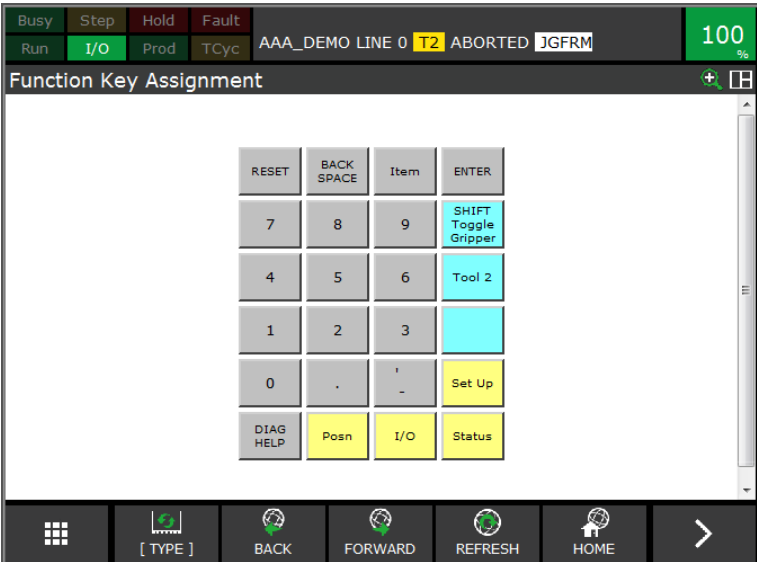 Busy Step Hold Fault
Run I/O Prod TCyc
AAA_DEMO LINE 0 T2 ABORTED JGFRM
100
%
Function Key Assignment
RESET BACK SPACE Item ENTER
7 8 9 SHIFT Toggle Gripper
4 5 6 Tool 2
1 2 3
0 . ' - Set Up
DIAG HELP Posn I/O Status
[ TYPE ] BACK FORWARD REFRESH HOME